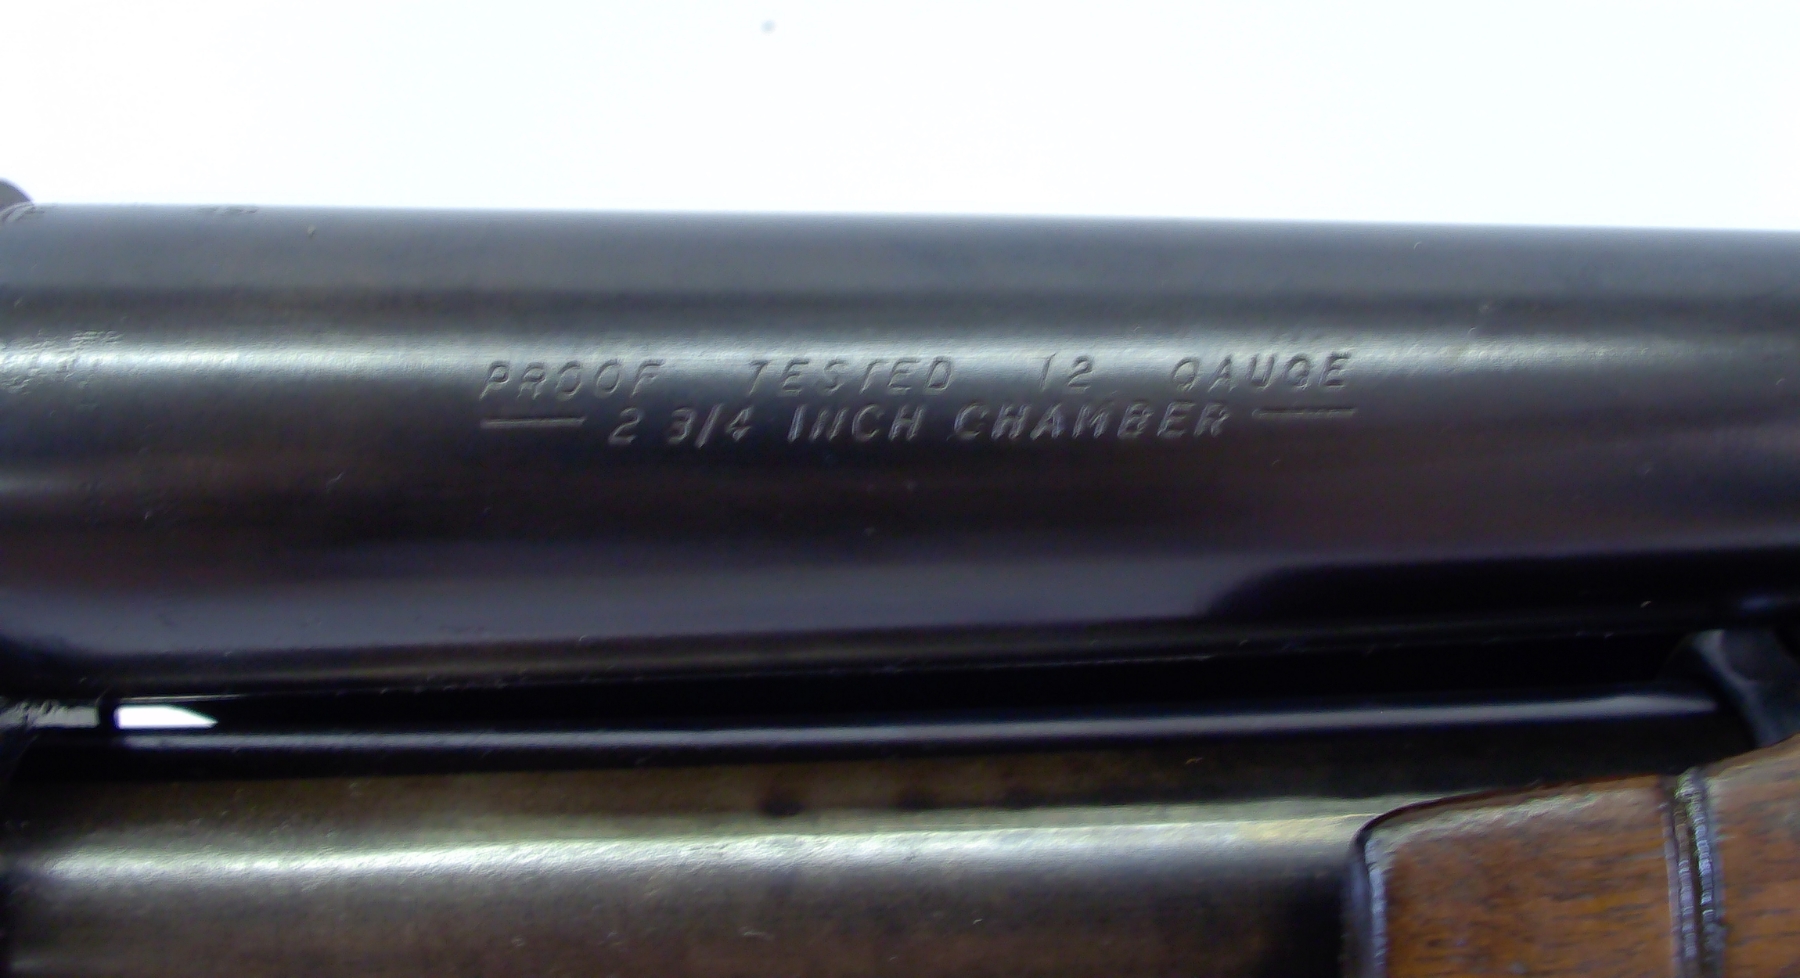 PROOF TESTED 12 GAUGE
— 2 3/4 INCH CHAMBER —